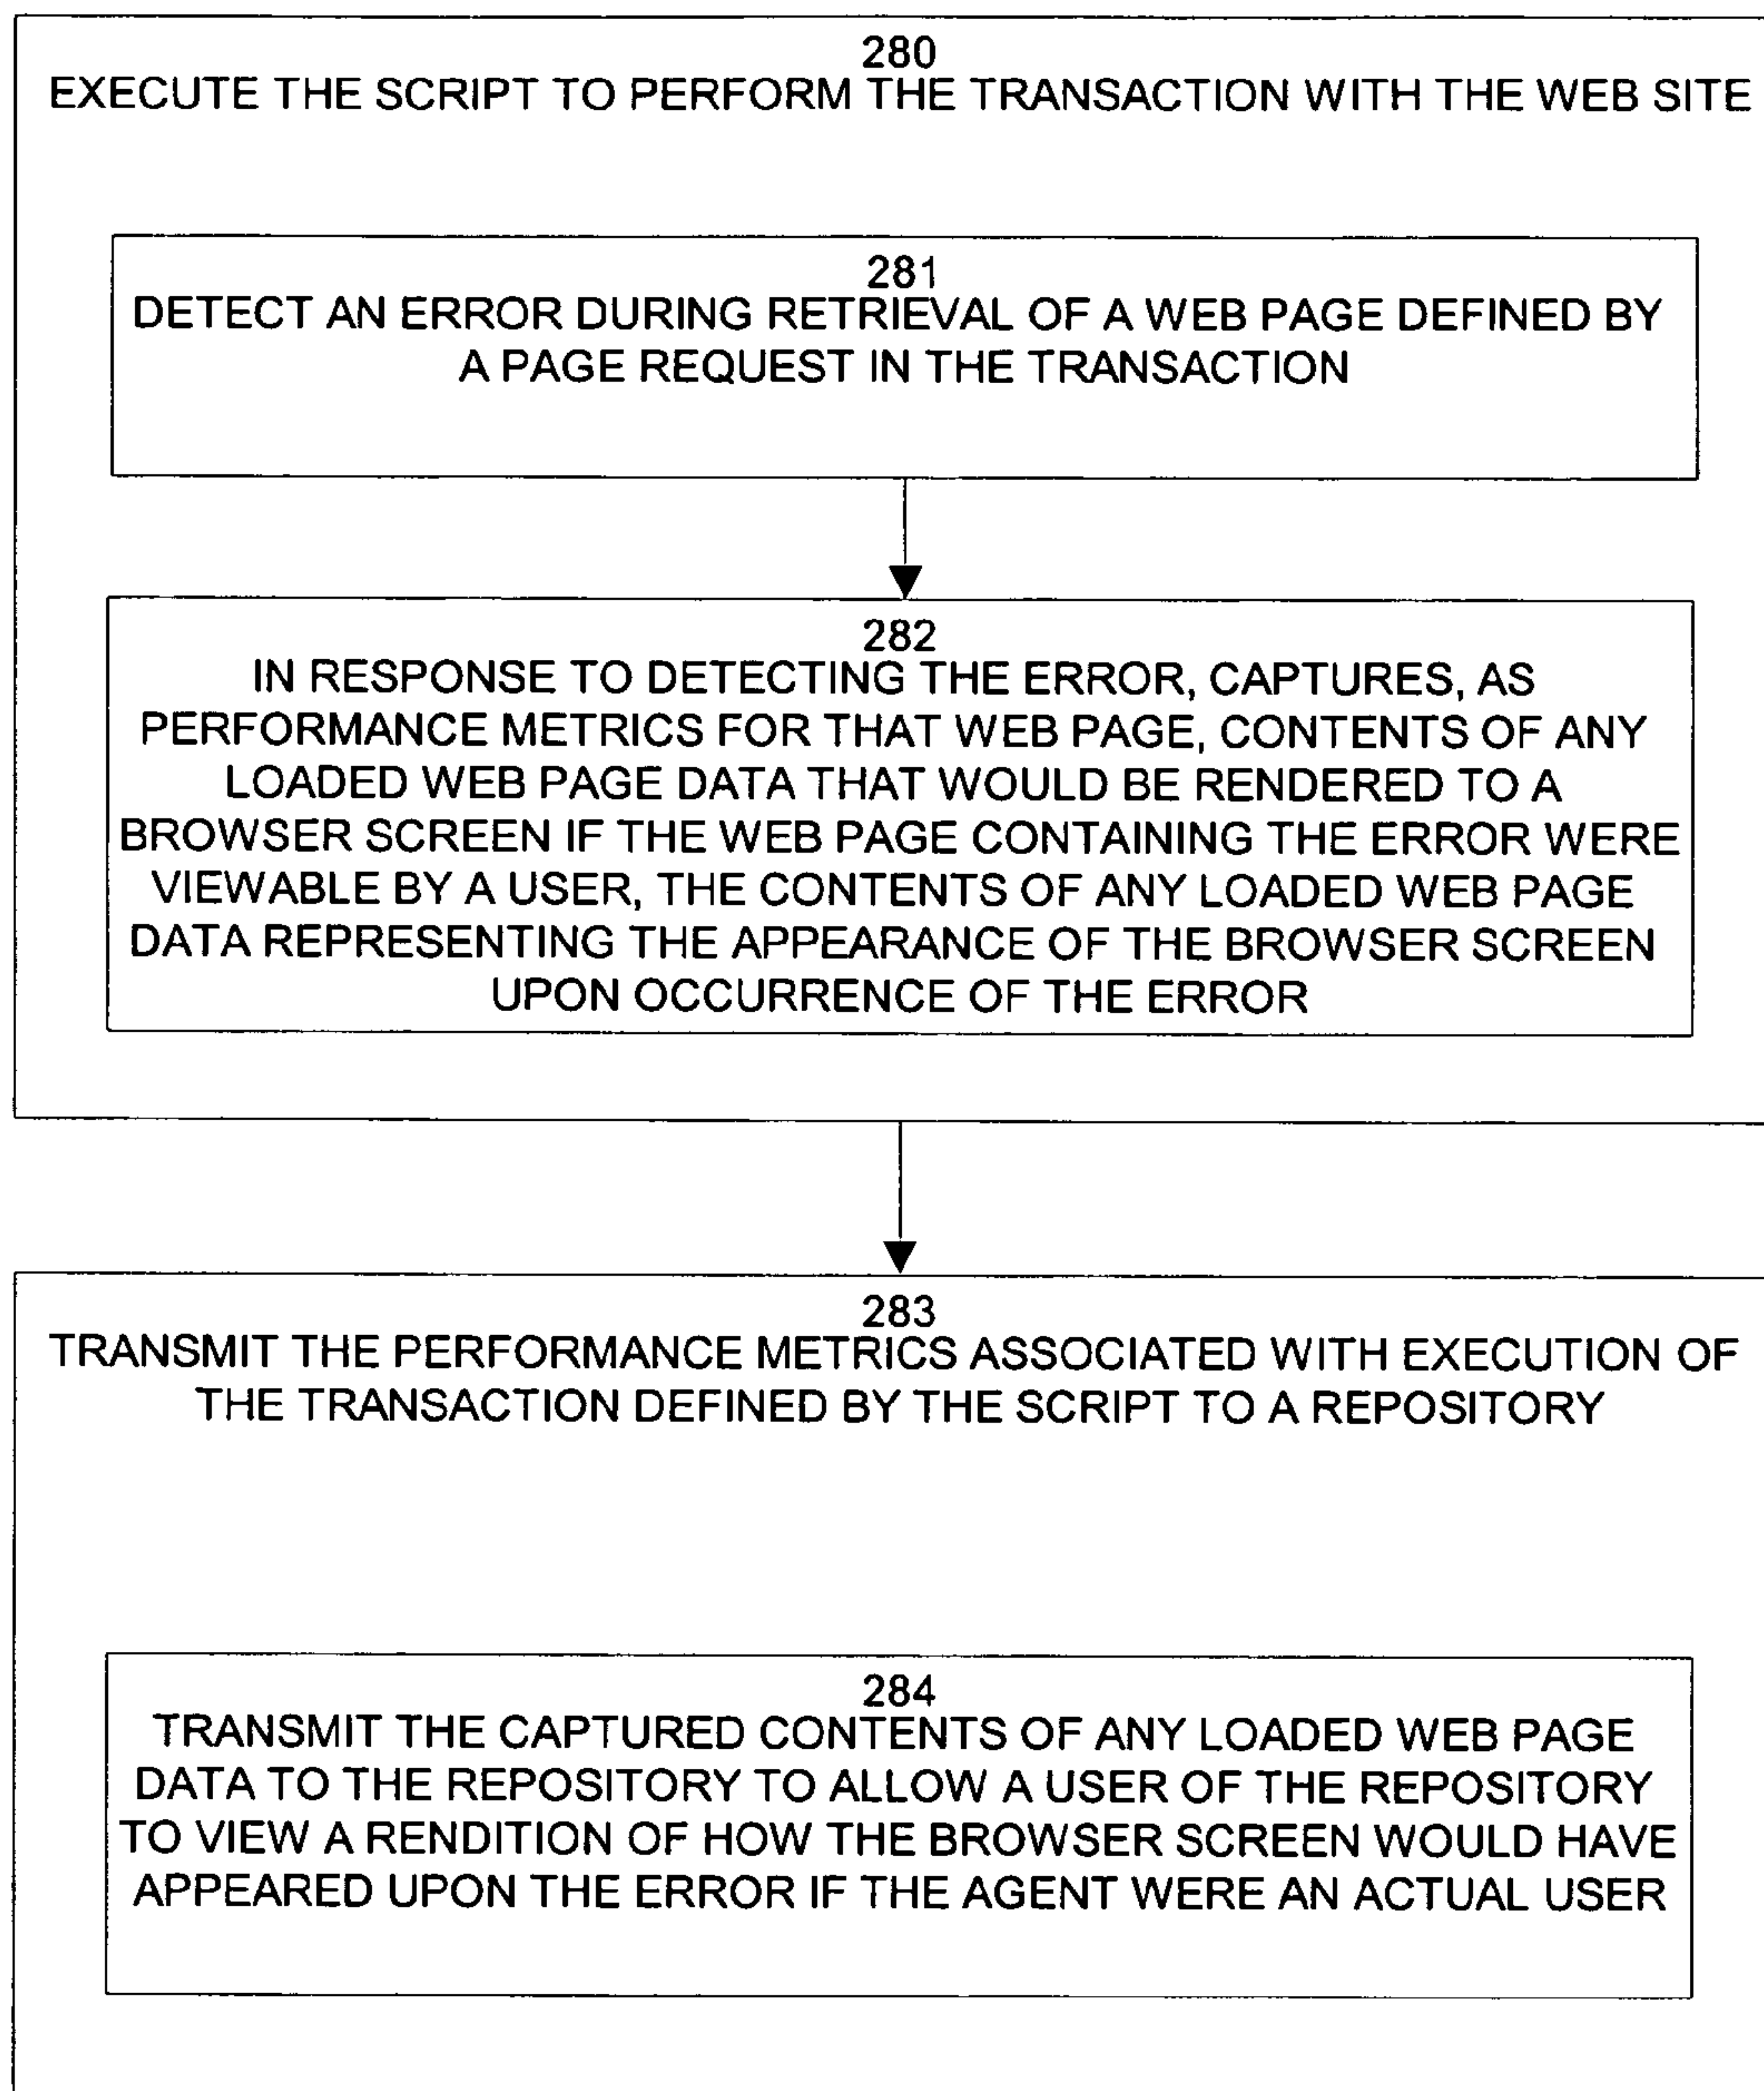 280
EXECUTE THE SCRIPT TO PERFORM THE TRANSACTION WITH THE WEB SITE
281
DETECT AN ERROR DURING RETRIEVAL OF A WEB PAGE DEFINED BY
A PAGE REQUEST IN THE TRANSACTION
282
IN RESPONSE TO DETECTING THE ERROR, CAPTURES, AS
PERFORMANCE METRICS FOR THAT WEB PAGE, CONTENTS OF ANY
LOADED WEB PAGE DATA THAT WOULD BE RENDERED TO A
BROWSER SCREEN IF THE WEB PAGE CONTAINING THE ERROR WERE
VIEWABLE BY A USER, THE CONTENTS OF ANY LOADED WEB PAGE
DATA REPRESENTING THE APPEARANCE OF THE BROWSER SCREEN
UPON OCCURRENCE OF THE ERROR
283
TRANSMIT THE PERFORMANCE METRICS ASSOCIATED WITH EXECUTION OF
THE TRANSACTION DEFINED BY THE SCRIPT TO A REPOSITORY
284
TRANSMIT THE CAPTURED CONTENTS OF ANY LOADED WEB PAGE
DATA TO THE REPOSITORY TO ALLOW A USER OF THE REPOSITORY
TO VIEW A RENDITION OF HOW THE BROWSER SCREEN WOULD HAVE
APPEARED UPON THE ERROR IF THE AGENT WERE AN ACTUAL USER